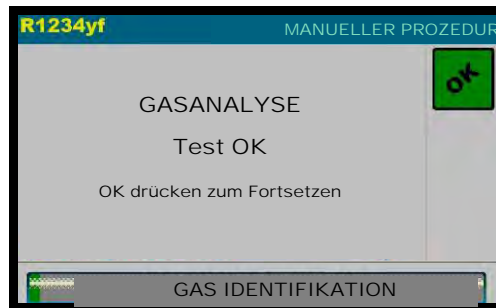 R1234yf
MANUELLER PROZEDUR
OK
GASANALYSE
Test OK
OK drücken zum Fortsetzen
GAS IDENTIFIKATION